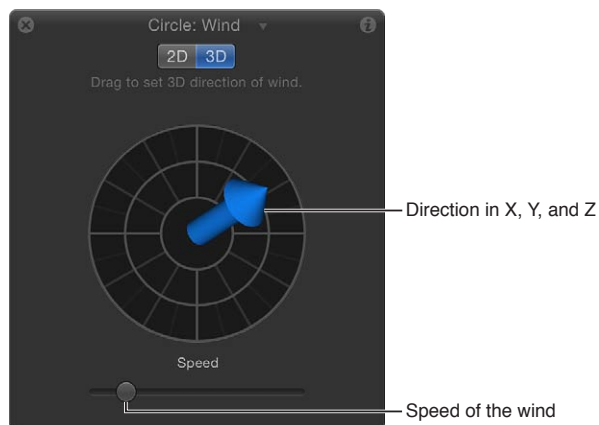 Circle: Wind
2D 3D
Drag to set 3D direction of wind.
Direction in X, Y, and Z
Speed
Speed of the wind